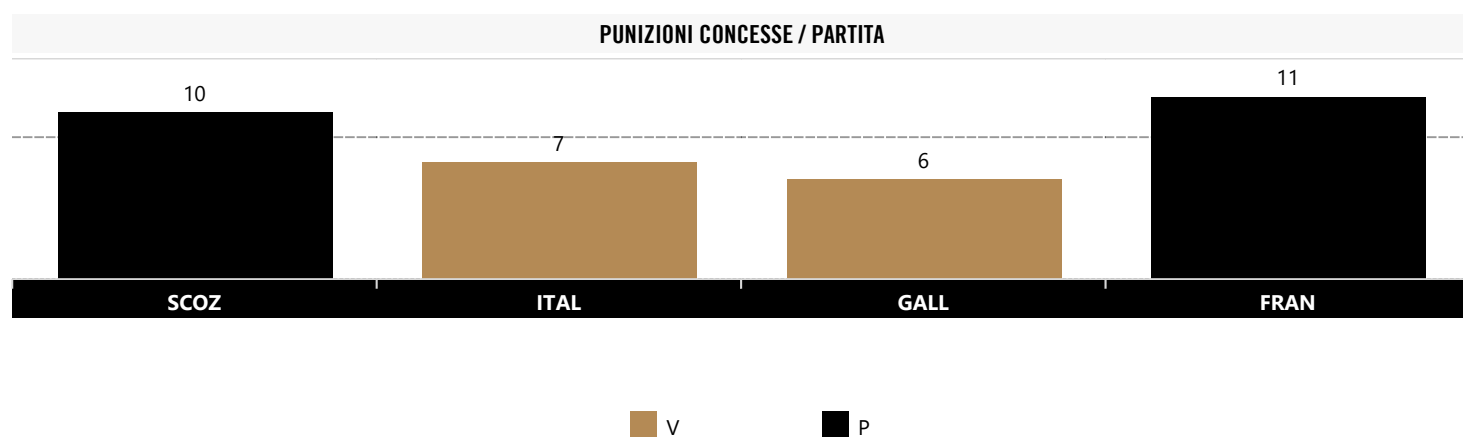 PUNIZIONI CONCESSE / PARTITA
10
7
6
11
SCOZ
ITAL
GALL
FRAN
V
P